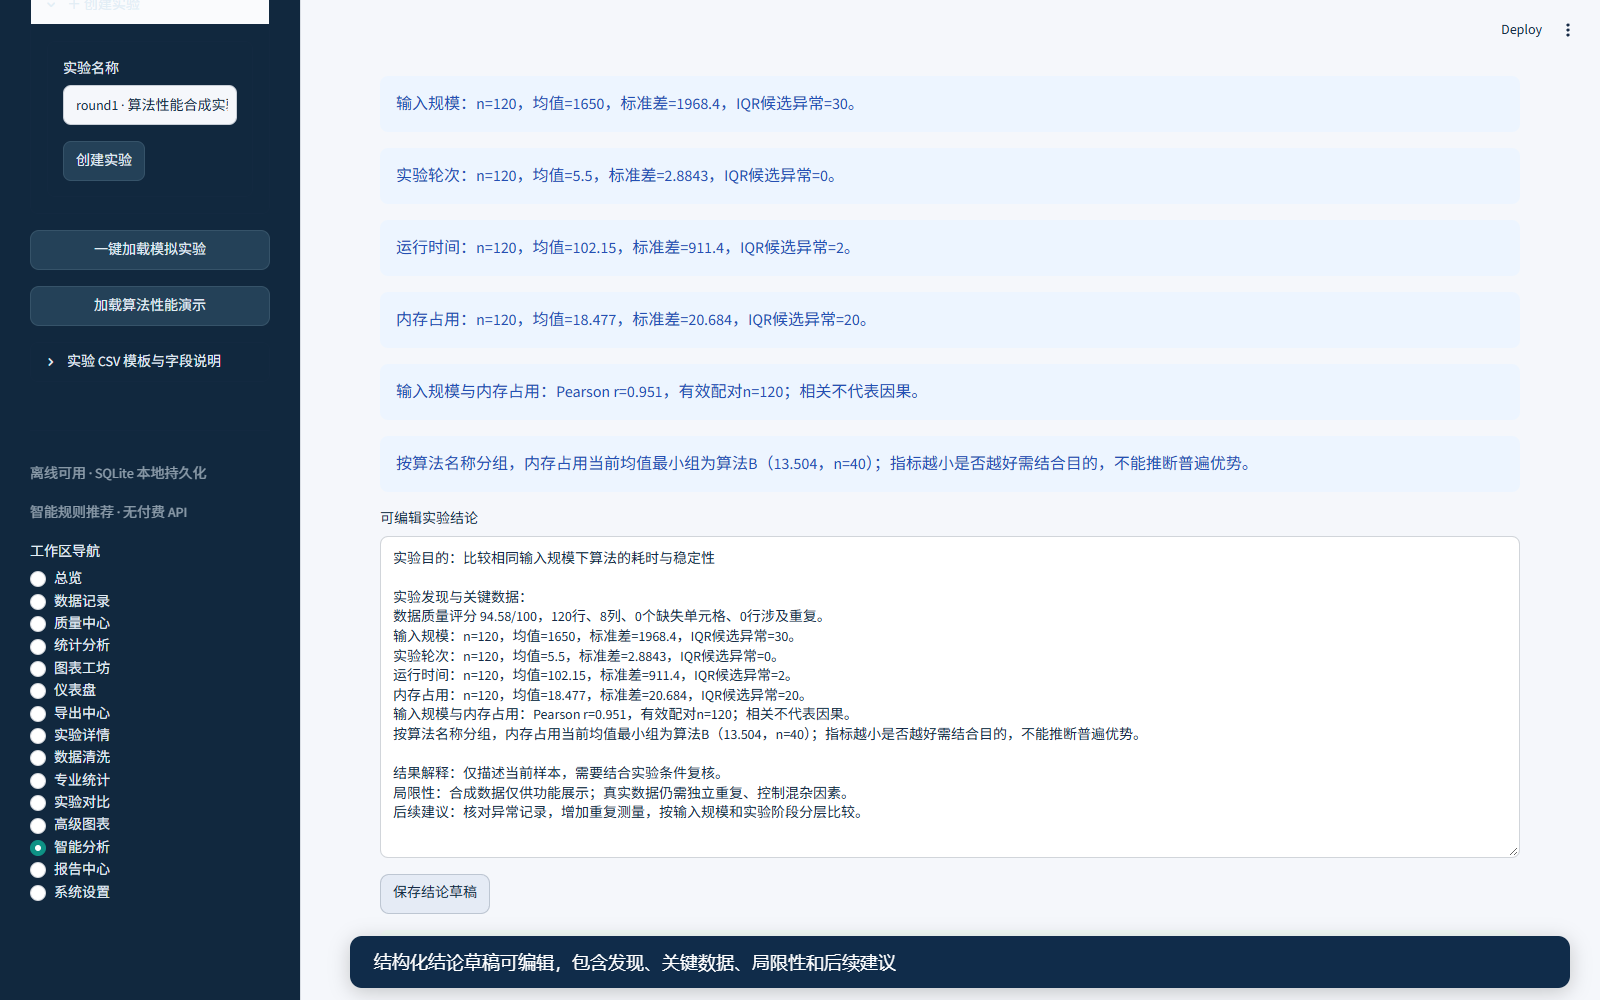 + 创建实验
实验名称
round1 · 算法性能合成实
创建实验
一键加载模拟实验
加载算法性能演示
实验 CSV 模板与字段说明
离线可用 · SQLite 本地持久化
智能规则推荐 · 无付费 API
工作区导航
总览
数据记录
质量中心
统计分析
图表工坊
仪表盘
导出中心
实验详情
数据清洗
专业统计
实验对比
高级图表
智能分析
报告中心
系统设置
Deploy
输入规模：n=120，均值=1650，标准差=1968.4，IQR候选异常=30。
实验轮次：n=120，均值=5.5，标准差=2.8843，IQR候选异常=0。
运行时间：n=120，均值=102.15，标准差=911.4，IQR候选异常=2。
内存占用：n=120，均值=18.477，标准差=20.684，IQR候选异常=20。
输入规模与内存占用：Pearson r=0.951，有效配对n=120；相关不代表因果。
按算法名称分组，内存占用当前均值最小组为算法B（13.504，n=40）；指标越小是否越好需结合目的，不能推断普遍优势。
可编辑实验结论
实验目的：比较相同输入规模下算法的耗时与稳定性
实验发现与关键数据：
数据质量评分 94.58/100，120行、8列、0个缺失单元格、0行涉及重复。
输入规模：n=120，均值=1650，标准差=1968.4，IQR候选异常=30。
实验轮次：n=120，均值=5.5，标准差=2.8843，IQR候选异常=0。
运行时间：n=120，均值=102.15，标准差=911.4，IQR候选异常=2。
内存占用：n=120，均值=18.477，标准差=20.684，IQR候选异常=20。
输入规模与内存占用：Pearson r=0.951，有效配对n=120；相关不代表因果。
按算法名称分组，内存占用当前均值最小组为算法B（13.504，n=40）；指标越小是否越好需结合目的，不能推断普遍优势。
结果解释：仅描述当前样本，需要结合实验条件复核。
局限性：合成数据仅供功能展示；真实数据仍需独立重复、控制混杂因素。
后续建议：核对异常记录，增加重复测量，按输入规模和实验阶段分层比较。
保存结论草稿
结构化结论草稿可编辑，包含发现、关键数据、局限性和后续建议